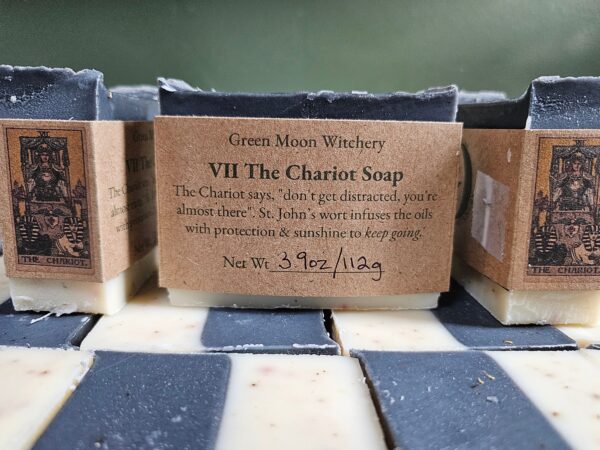 Green Moon Witchery
VII The Chariot Soap
The Chariot says, "don't get distracted, you're
almost there". St. John's wort infuses the oils
with protection & sunshine to keep going.
Net Wt 3.9oz/112g
THE CHARIOT.
THE CHARIOT.